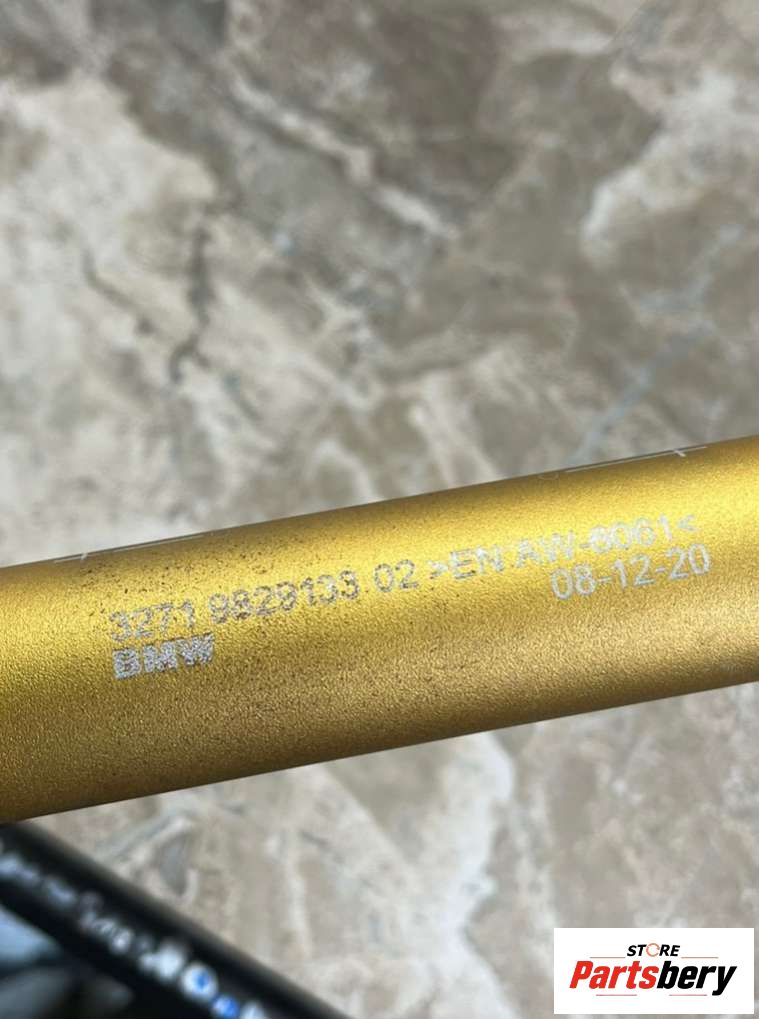 3271 9829133 02 >EN AW-6061<
08-12-20
BMW
STORE
Partsbery